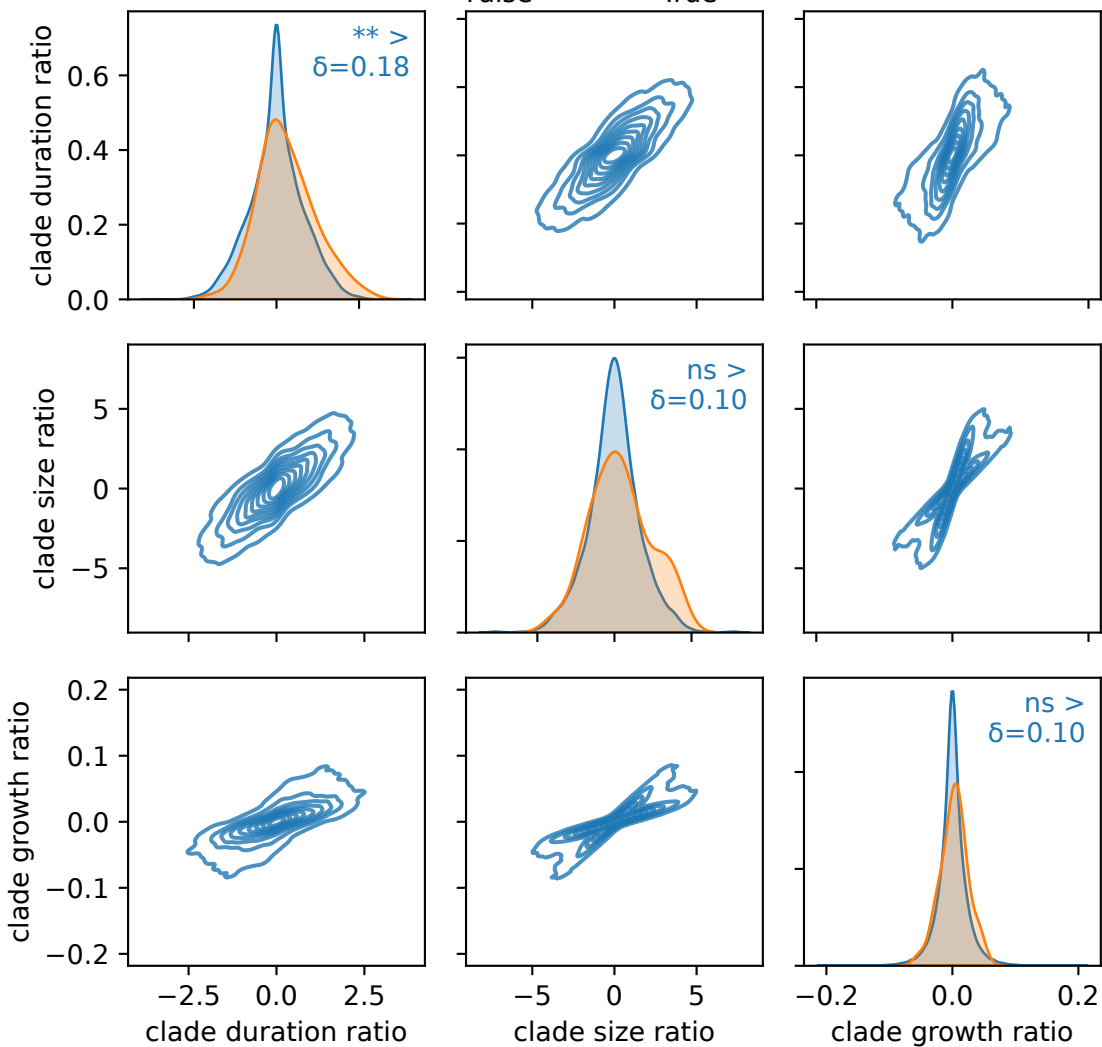 clade duration ratio
0.6
0.4
0.2
0.0
** >
δ=0.18
clade size ratio
5
0
−5
ns >
δ=0.10
clade growth ratio
0.2
0.1
0.0
−0.1
−0.2
ns >
δ=0.10
−2.5 0.0 2.5
−5 0 5
−0.2 0.0 0.2
clade duration ratio
clade size ratio
clade growth ratio